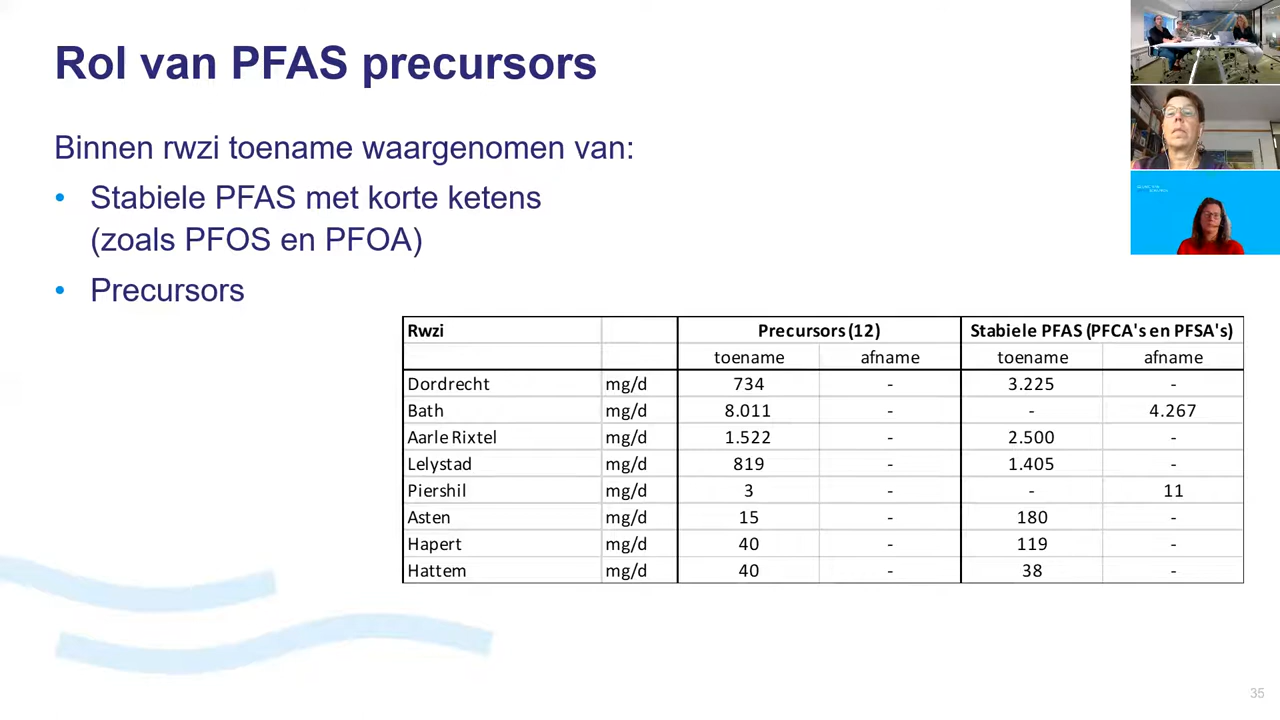 Rol van PFAS precursors
Binnen rwzi toename waargenomen van:
• Stabiele PFAS met korte ketens
(zoals PFOS en PFOA)
• Precursors
Rwzi Precursors (12) Stabiele PFAS (PFCA's en PFSA's)
toename afname toename afname
Dordrecht mg/d 734 - 3.225 -
Bath mg/d 8.011 - - 4.267
Aarle Rixtel mg/d 1.522 - 2.500 -
Lelystad mg/d 819 - 1.405 -
Piershil mg/d 3 - - 11
Asten mg/d 15 - 180 -
Hapert mg/d 40 - 119 -
Hattem mg/d 40 - 38 -
35